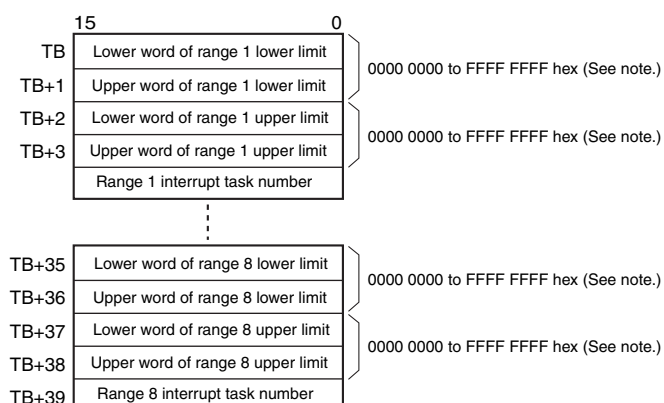 15 0
TB Lower word of range 1 lower limit
0000 0000 to FFFF FFFF hex (See note.)
TB+1 Upper word of range 1 lower limit
TB+2 Lower word of range 1 upper limit
0000 0000 to FFFF FFFF hex (See note.)
TB+3 Upper word of range 1 upper limit
Range 1 interrupt task number
TB+35 Lower word of range 8 lower limit
0000 0000 to FFFF FFFF hex (See note.)
TB+36 Upper word of range 8 lower limit
TB+37 Lower word of range 8 upper limit
0000 0000 to FFFF FFFF hex (See note.)
TB+38 Upper word of range 8 upper limit
TB+39 Range 8 interrupt task number